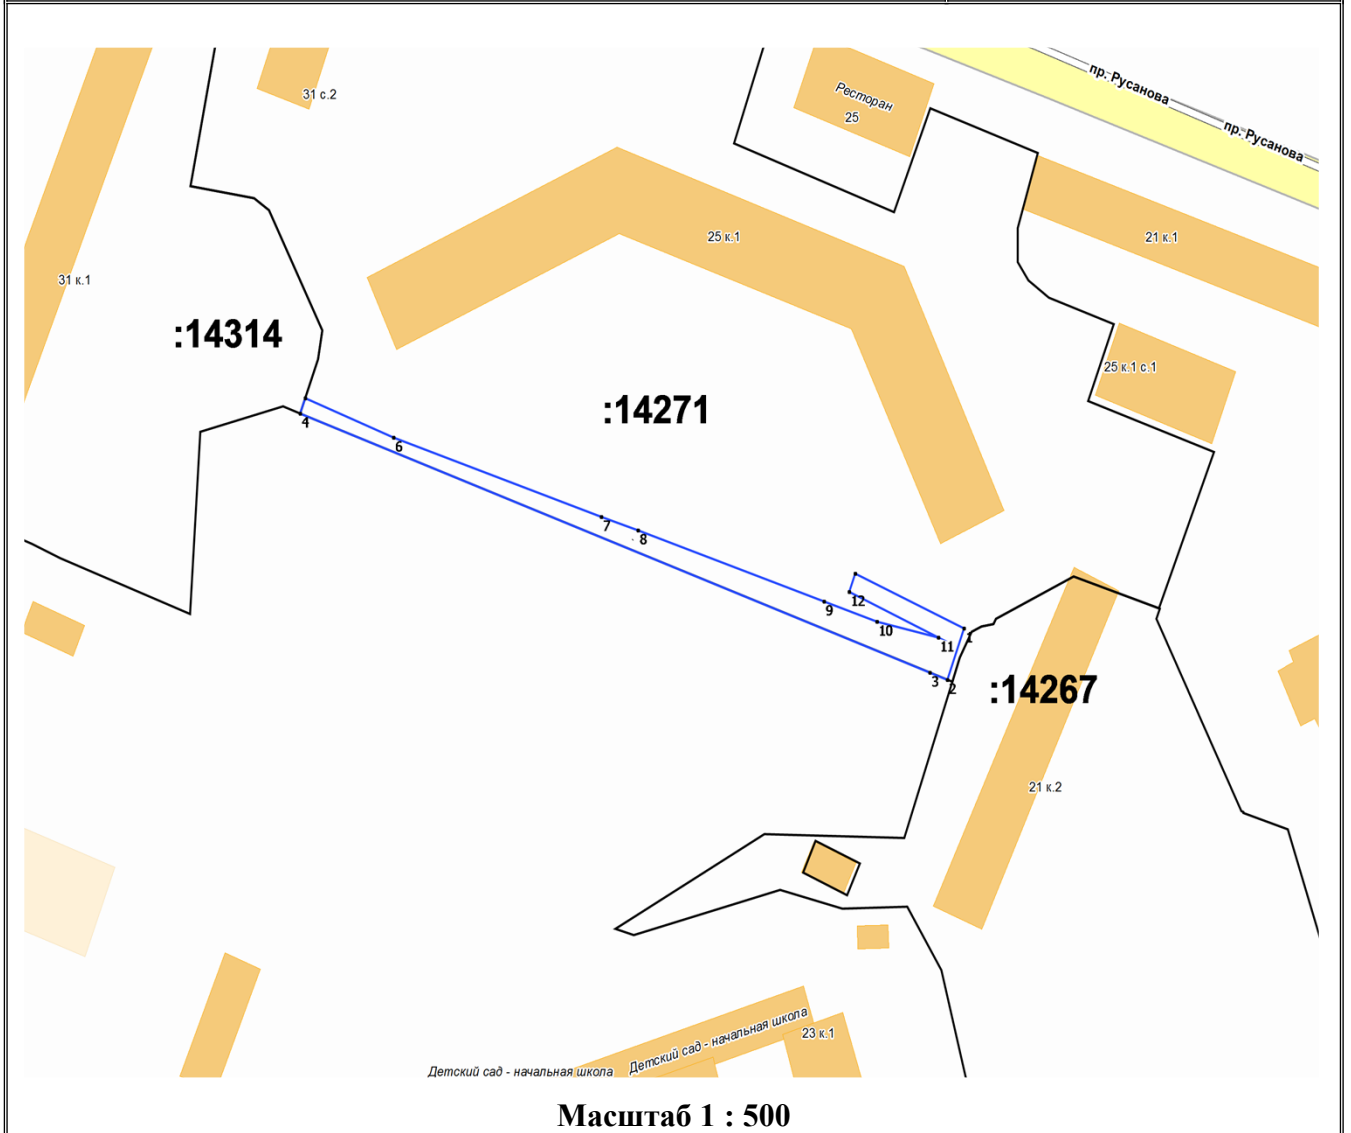 пр. Русанова
31 с.2
Ресторан
25
пр. Русанова
25 к.1
21 к.1
31 к.1
:14314
25 к.1 с.1
:14271
4
6
7
8
12
9
10
1
11
3
2
:14267
21 к.2
Детский сад - начальная школа
23 к.1
Детский сад - начальная школа
Масштаб 1 : 500